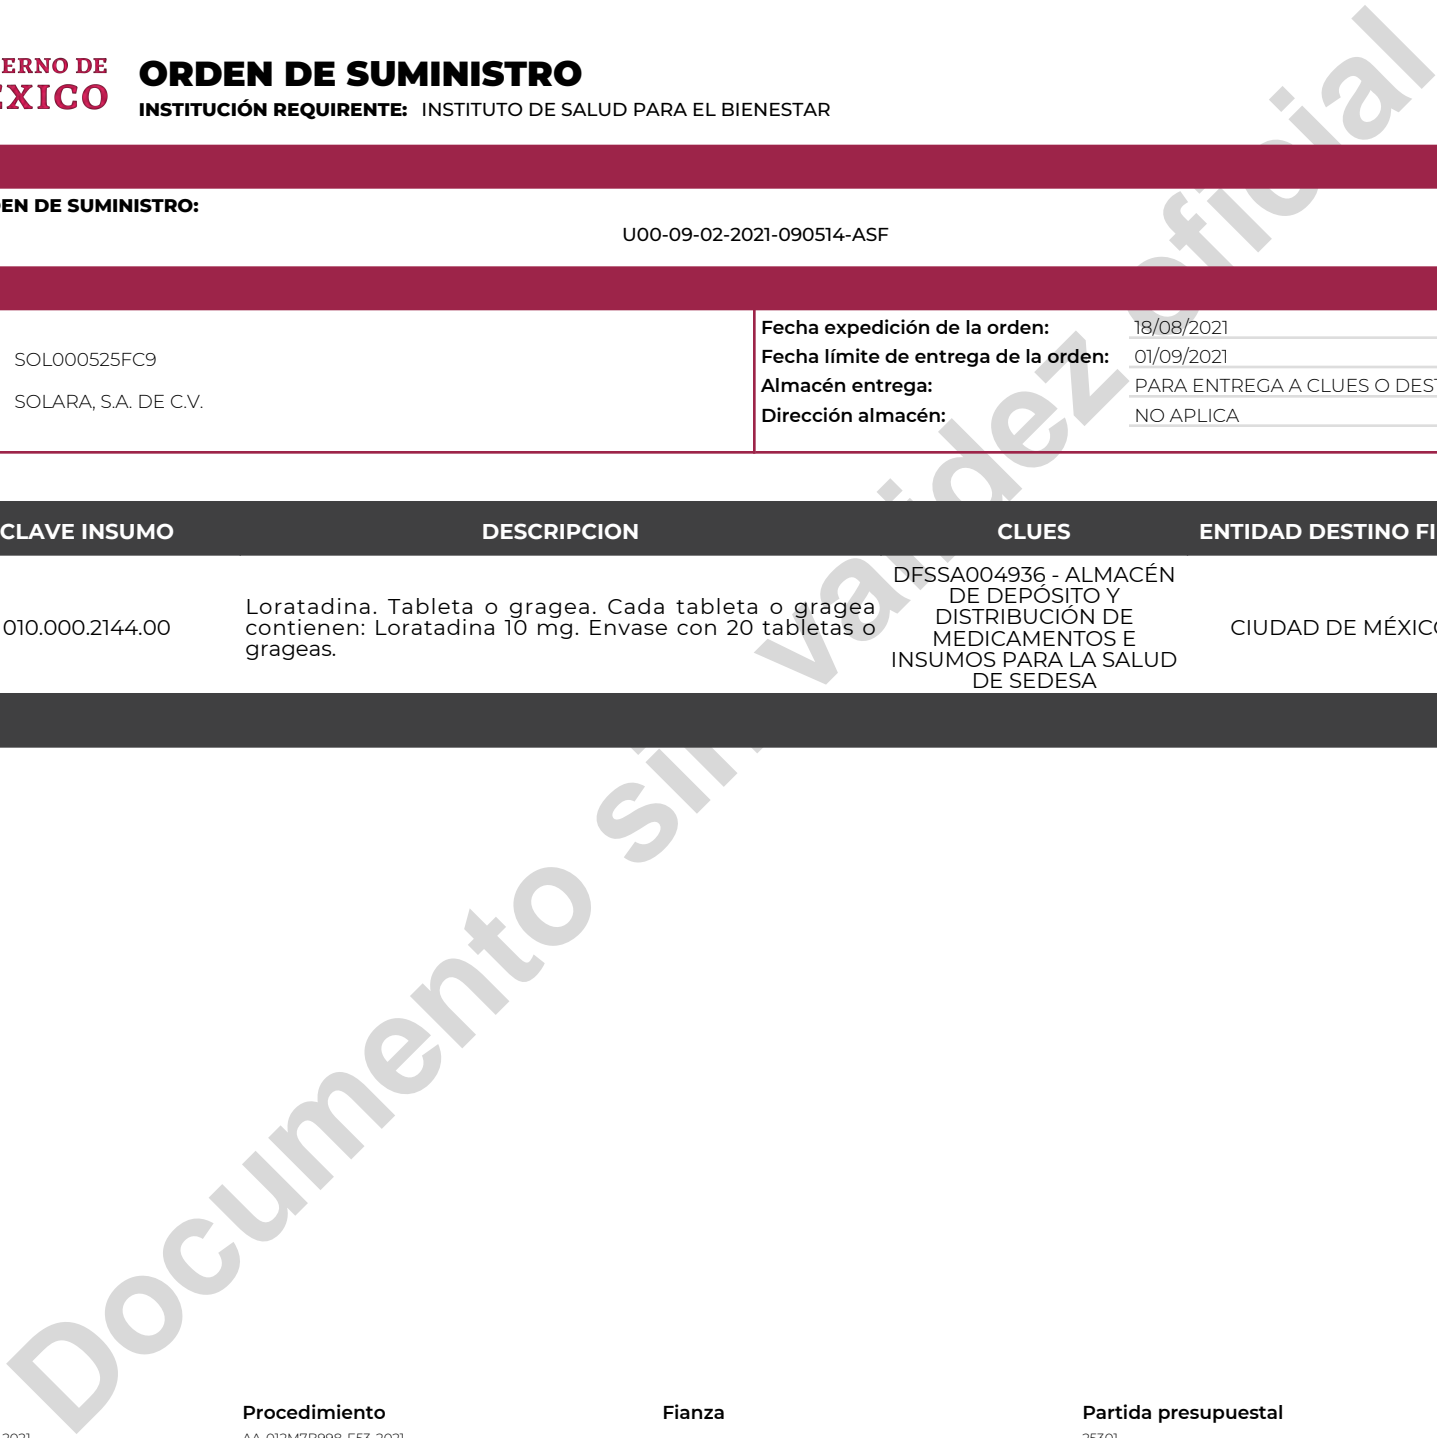 ERNO DE
ORDEN DE SUMINISTRO
INSTITUCIÓN REQUIRENTE: INSTITUTO DE SALUD PARA EL BIENESTAR
EN DE SUMINISTRO:
U00-09-02-2021-090514-ASF
SOL000525FC9
SOLARA, S.A. DE C.V.
Fecha expedición de la orden: 18/08/2021
Fecha límite de entrega de la orden: 01/09/2021
Almacén entrega: PARA ENTREGA A CLUES O DEST
Dirección almacén: NO APLICA
CLAVE INSUMO DESCRIPCION CLUES ENTIDAD DESTINO FI
010.000.2144.00
Loratadina. Tableta o gragea. Cada tableta o gragea
contienen: Loratadina 10 mg. Envase con 20 tabletas o
grageas.
DFSSA004936 - ALMACÉN
DE DEPÓSITO Y
DISTRIBUCIÓN DE
MEDICAMENTOS E
INSUMOS PARA LA SALUD
DE SEDESA
CIUDAD DE MÉXICO
Documento sin validez oficial
Procedimiento Fianza Partida presupuestal